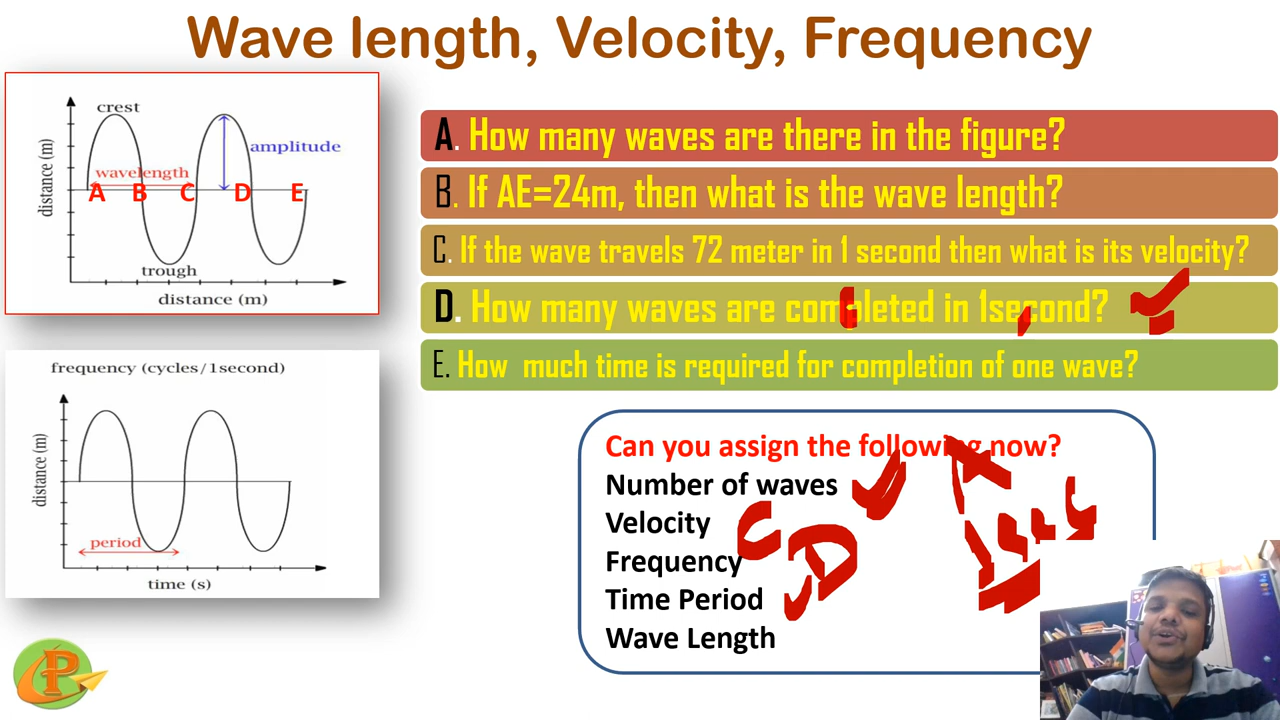 Wave length, Velocity, Frequency
crest
amplitude
wavelength
A B C D E
distance (m)
trough
distance (m)
A. How many waves are there in the figure?
B. If AE=24m, then what is the wave length?
C. If the wave travels 72 meter in 1 second then what is its velocity?
D. How many waves are completed in 1second?
E. How much time is required for completion of one wave?
frequency (cycles/1second)
distance (m)
period
time (s)
Can you assign the following now?
Number of waves
A
Velocity
C
Frequency
D
Time Period
Wave Length
P